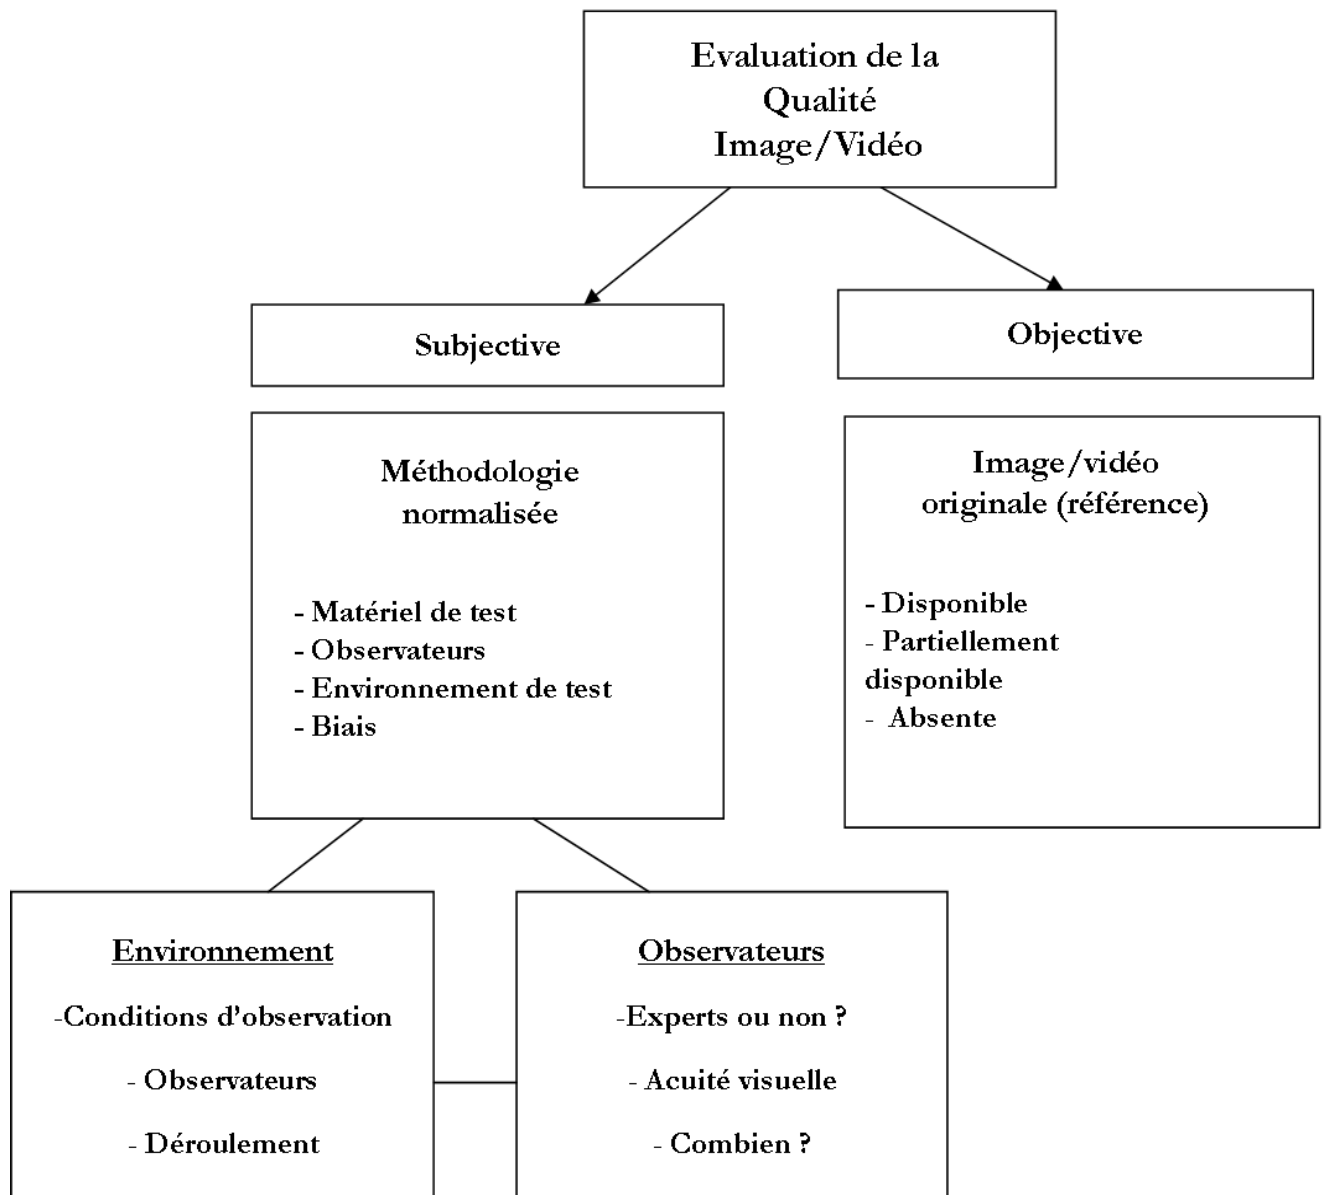 Evaluation de la
Qualité
Image/Vidéo
Subjective
Objective
Méthodologie
normalisée
- Matériel de test
- Observateurs
- Environnement de test
- Biais
Image/vidéo
originale (référence)
- Disponible
- Partiellement
disponible
- Absente
Environnement
-Conditions d'observation
- Observateurs
- Déroulement
Observateurs
-Experts ou non ?
- Acuité visuelle
- Combien ?